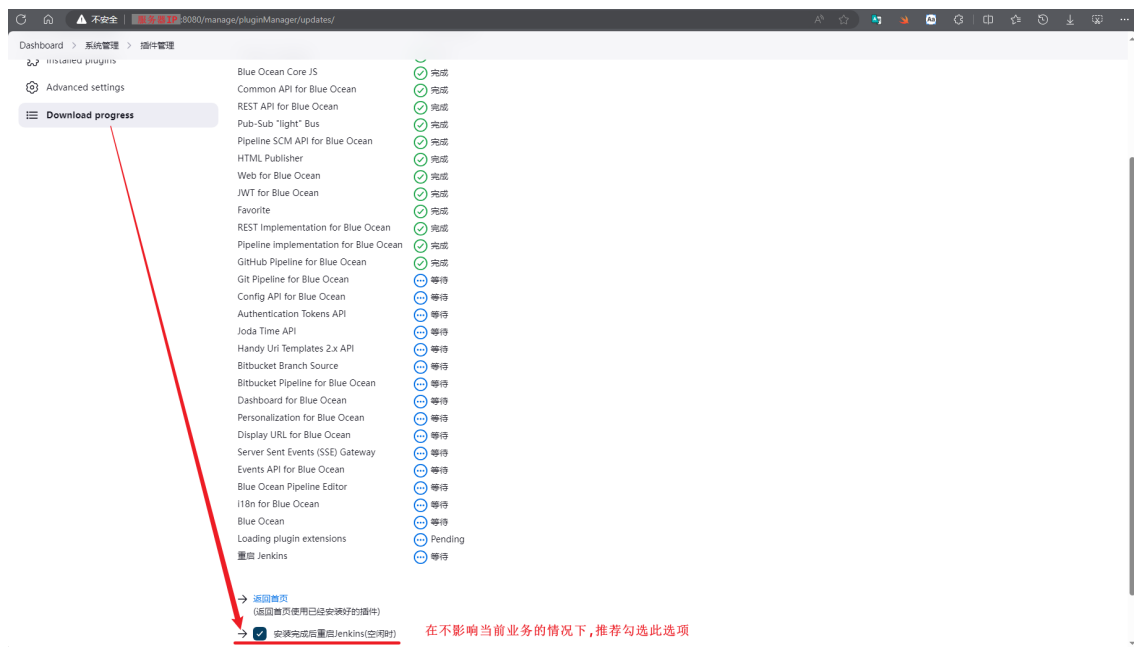 不安全 服务器IP:8080/manage/pluginManager/updates/
Dashboard > 系统管理 > 插件管理
Installed plugins
Advanced settings
Download progress
Blue Ocean Core JS 完成
Common API for Blue Ocean 完成
REST API for Blue Ocean 完成
Pub-Sub "light" Bus 完成
Pipeline SCM API for Blue Ocean 完成
HTML Publisher 完成
Web for Blue Ocean 完成
JWT for Blue Ocean 完成
Favorite 完成
REST Implementation for Blue Ocean 完成
Pipeline implementation for Blue Ocean 完成
GitHub Pipeline for Blue Ocean 完成
Git Pipeline for Blue Ocean 等待
Config API for Blue Ocean 等待
Authentication Tokens API 等待
Joda Time API 等待
Handy Uri Templates 2.x API 等待
Bitbucket Branch Source 等待
Bitbucket Pipeline for Blue Ocean 等待
Dashboard for Blue Ocean 等待
Personalization for Blue Ocean 等待
Display URL for Blue Ocean 等待
Server Sent Events (SSE) Gateway 等待
Events API for Blue Ocean 等待
Blue Ocean Pipeline Editor 等待
i18n for Blue Ocean 等待
Blue Ocean 等待
Loading plugin extensions Pending
重启 Jenkins 等待
返回首页
(返回首页使用已经安装好的插件)
安装完成后重启Jenkins(空闲时) 在不影响当前业务的情况下,推荐勾选此选项